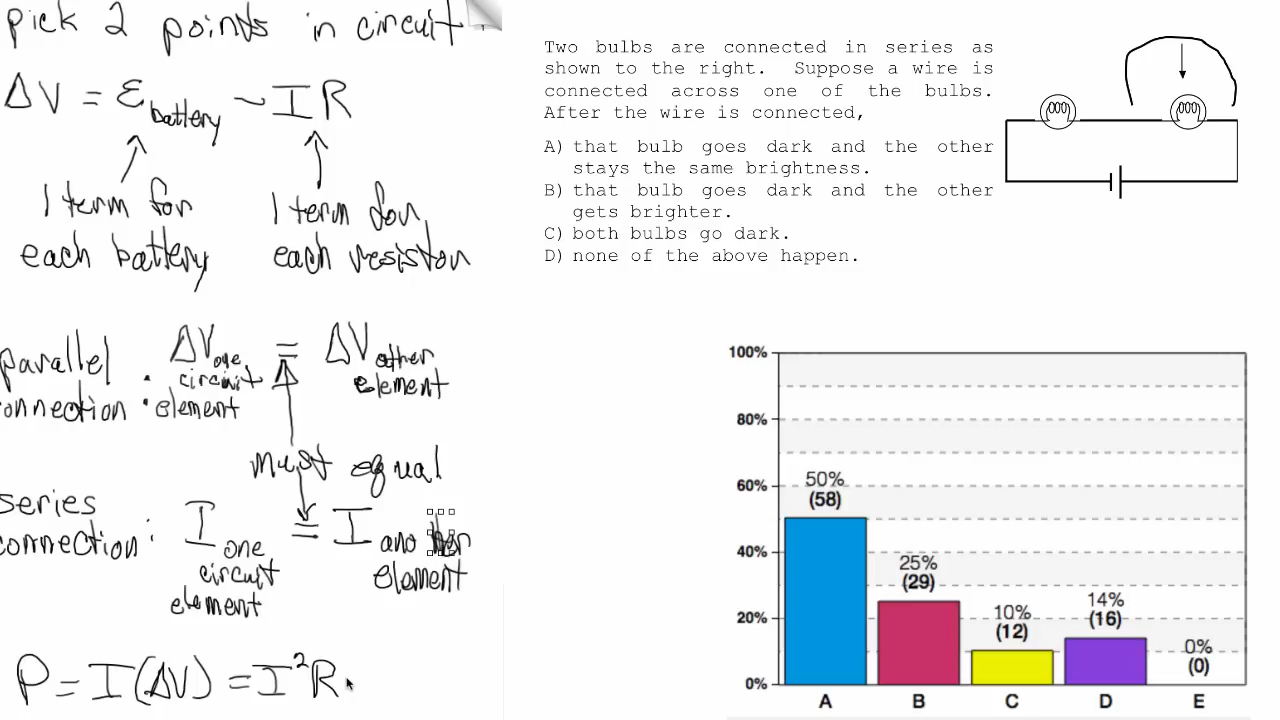 pick 2 points in circuit
ΔV = ε battery - IR
1 term for each battery
1 term for each resistor
parallel connection : ΔV one circuit element = ΔV other element
must equal
series connection : I one circuit element = I another element
P = I(ΔV) = I²R
Two bulbs are connected in series as
shown to the right. Suppose a wire is
connected across one of the bulbs.
After the wire is connected,
A) that bulb goes dark and the other
stays the same brightness.
B) that bulb goes dark and the other
gets brighter.
C) both bulbs go dark.
D) none of the above happen.
100%
80%
60%
40%
20%
0%
50%
(58)
25%
(29)
10%
(12)
14%
(16)
0%
(0)
A B C D E